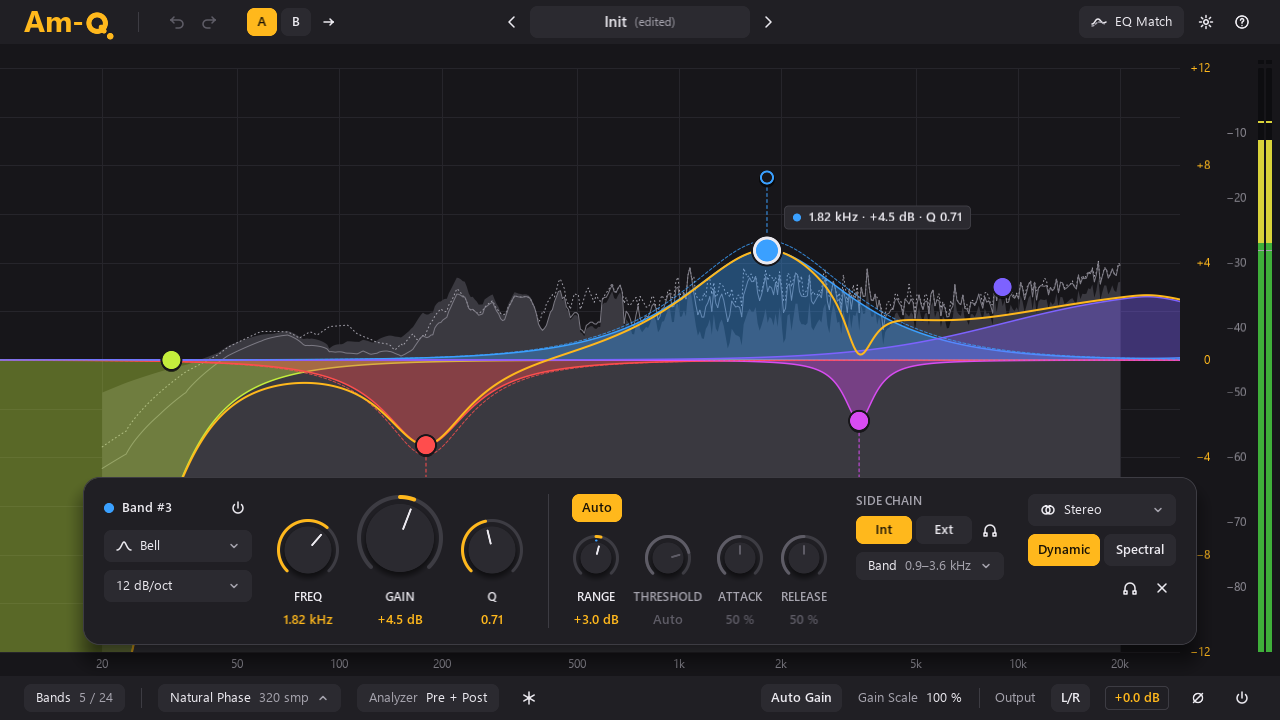 Am-Q
A B
Init (edited)
EQ Match
+12
+8
+4
0
−4
−8
−12
−10
−20
−30
−40
−50
−60
−70
−80
1.82 kHz · +4.5 dB · Q 0.71
Band #3
Bell
12 dB/oct
FREQ
1.82 kHz
GAIN
+4.5 dB
Q
0.71
Auto
RANGE
+3.0 dB
THRESHOLD
Auto
ATTACK
50 %
RELEASE
50 %
SIDE CHAIN
Int Ext
Band 0.9–3.6 kHz
Stereo
Dynamic Spectral
20 50 100 200 500 1k 2k 5k 10k 20k
Bands 5 / 24
Natural Phase 320 smp
Analyzer Pre + Post
Auto Gain
Gain Scale 100 %
Output L/R +0.0 dB